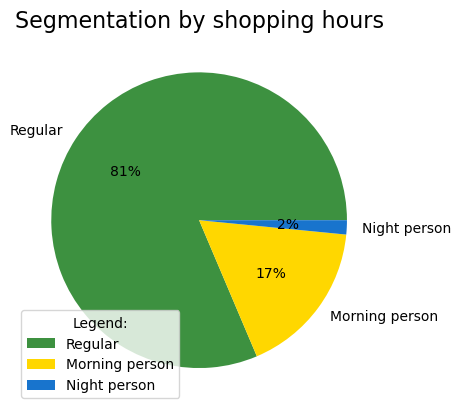 Segmentation by shopping hours
Regular
81%
2%
Night person
17%
Morning person
Legend:
Regular
Morning person
Night person